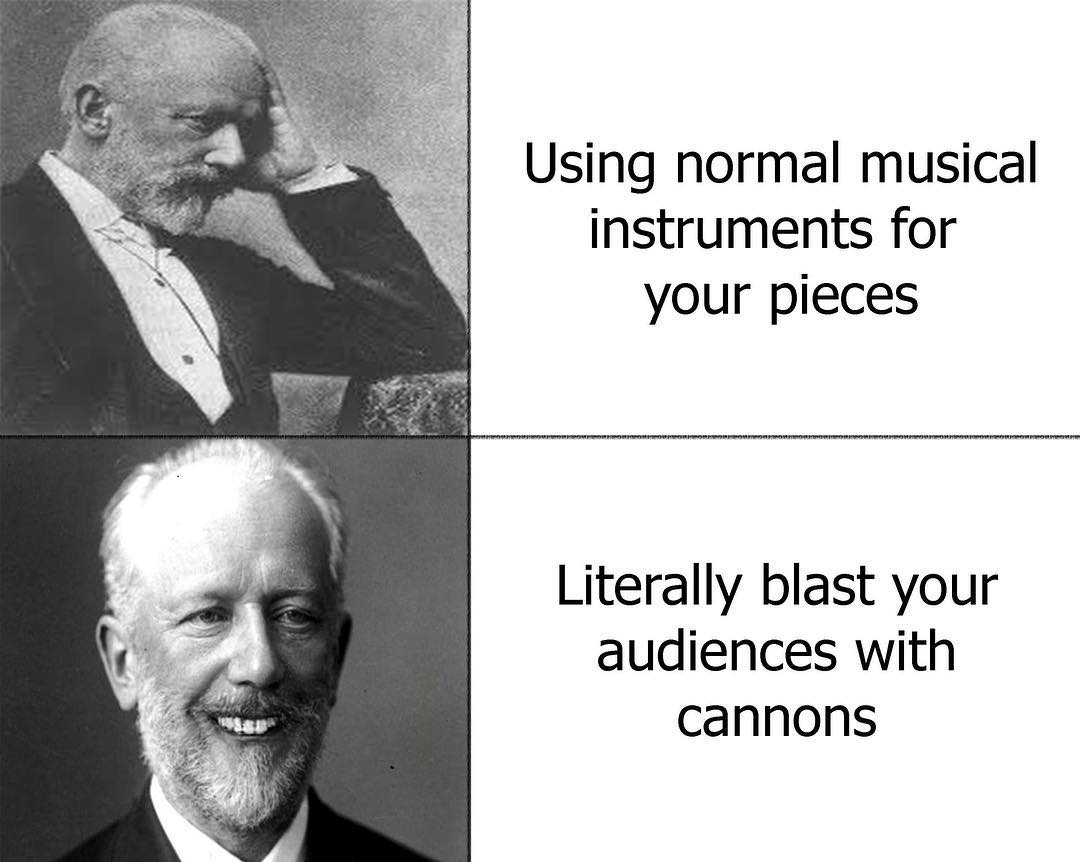 Using normal musical
instruments for
your pieces
Literally blast your
audiences with
cannons